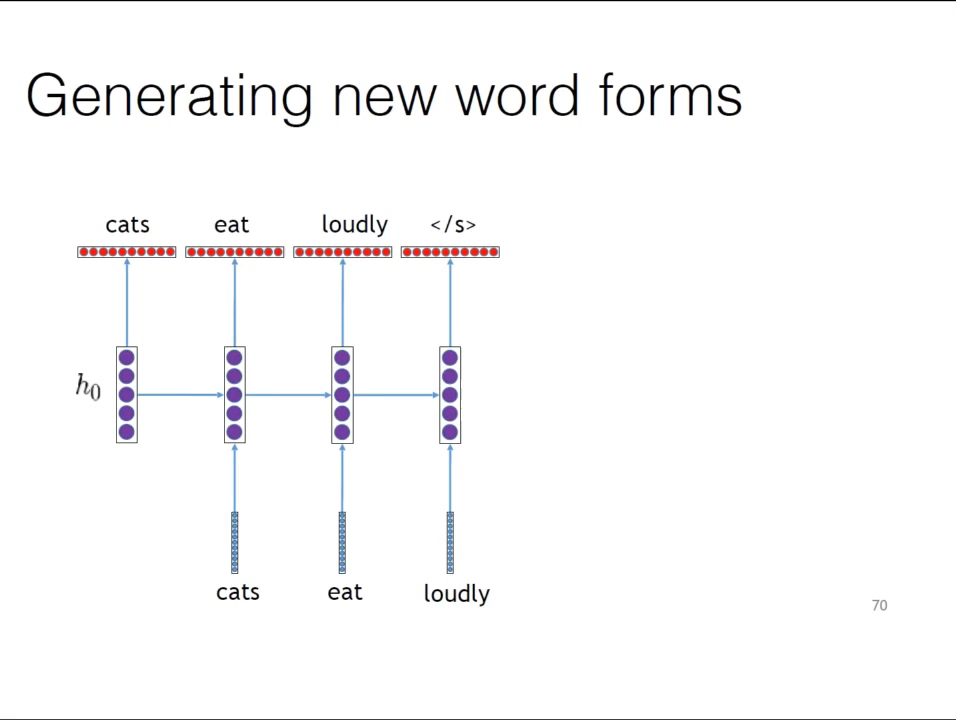 Generating new word forms
cats eat loudly </s>
h0
cats eat loudly
70